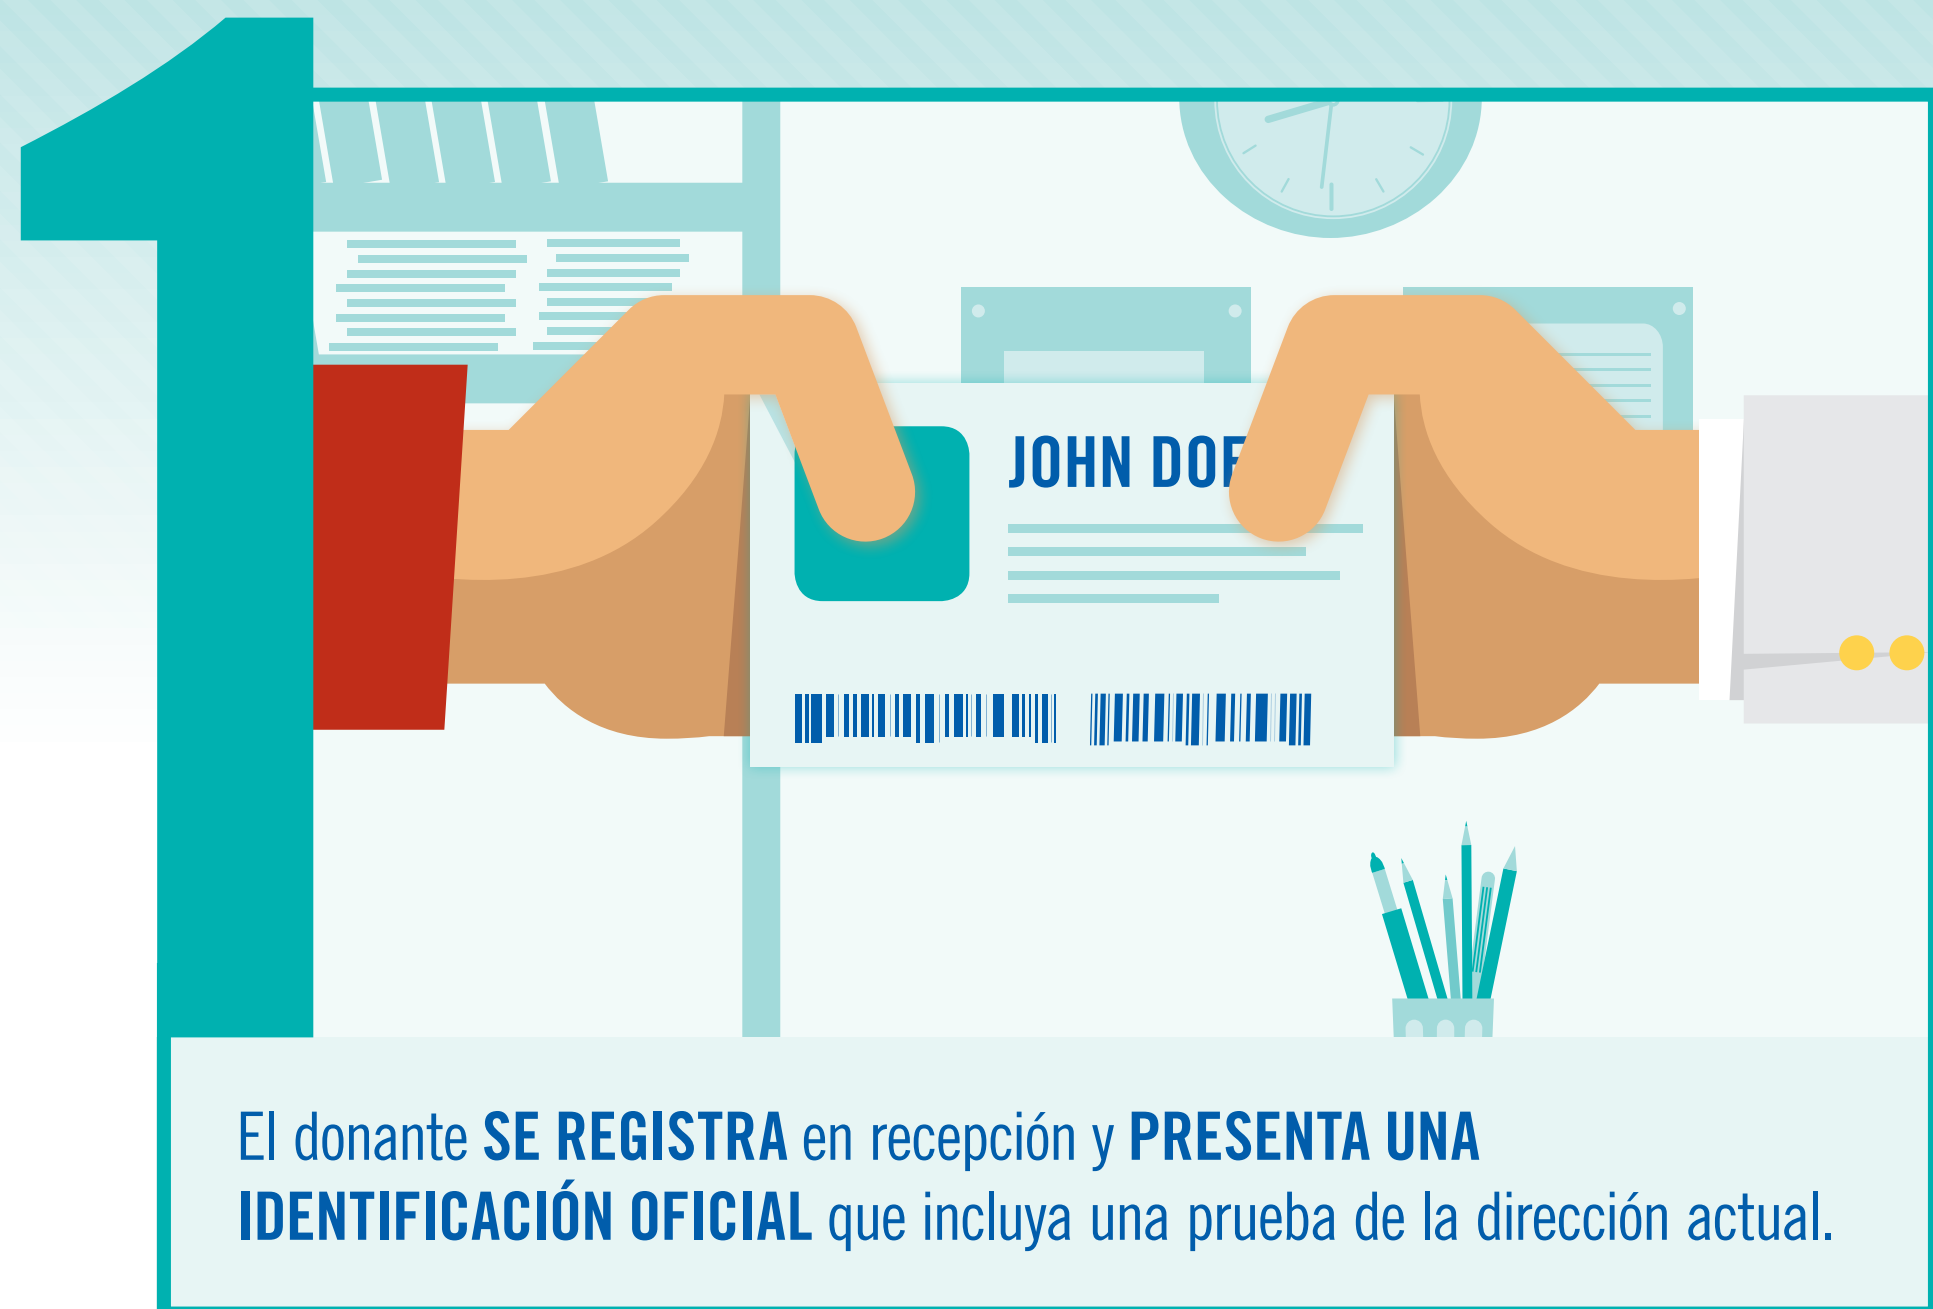 1
JOHN DOE
El donante SE REGISTRA en recepción y PRESENTA UNA
IDENTIFICACIÓN OFICIAL que incluya una prueba de la dirección actual.